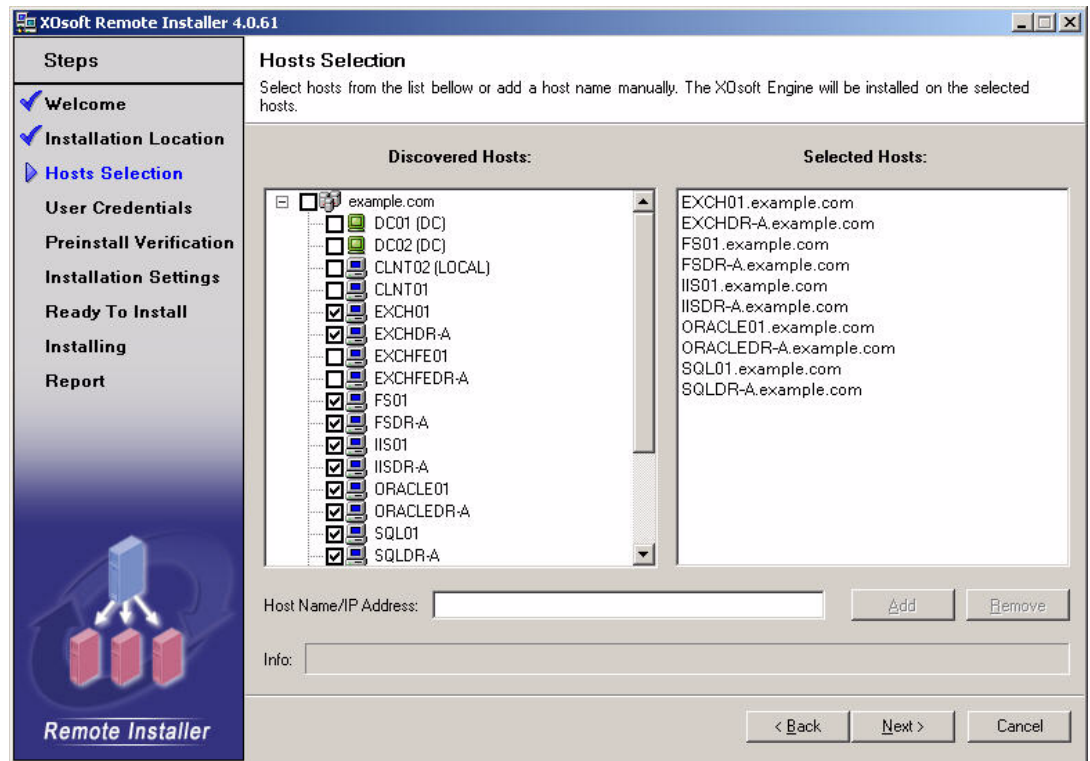 XOsoft Remote Installer 4.0.61
Steps
Welcome
Installation Location
Hosts Selection
User Credentials
Preinstall Verification
Installation Settings
Ready To Install
Installing
Report
Remote Installer
Hosts Selection
Select hosts from the list bellow or add a host name manually. The XOsoft Engine will be installed on the selected
hosts.
Discovered Hosts:
example.com
DC01 (DC)
DC02 (DC)
CLNT02 (LOCAL)
CLNT01
EXCH01
EXCHDR-A
EXCHFE01
EXCHFEDR-A
FS01
FSDR-A
IIS01
IISDR-A
ORACLE01
ORACLEDR-A
SQL01
SQLDR-A
Selected Hosts:
EXCH01.example.com
EXCHDR-A.example.com
FS01.example.com
FSDR-A.example.com
IIS01.example.com
IISDR-A.example.com
ORACLE01.example.com
ORACLEDR-A.example.com
SQL01.example.com
SQLDR-A.example.com
Host Name/IP Address:
Add
Remove
Info:
< Back
Next >
Cancel